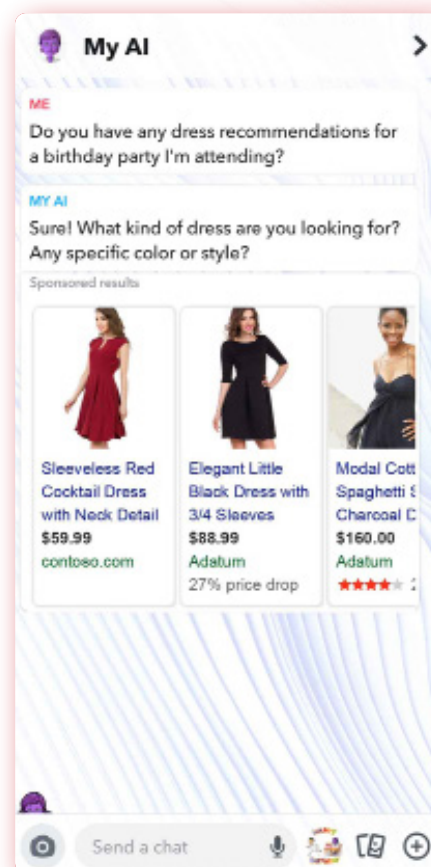 My AI
ME
Do you have any dress recommendations for
a birthday party I'm attending?
MY AI
Sure! What kind of dress are you looking for?
Any specific color or style?
Sponsored results
Sleeveless Red
Cocktail Dress
with Neck Detail
$59.99
contoso.com
Elegant Little
Black Dress with
3/4 Sleeves
$88.99
Adatum
27% price drop
Modal Cott
Spaghetti S
Charcoal D
$160.00
Adatum
Send a chat